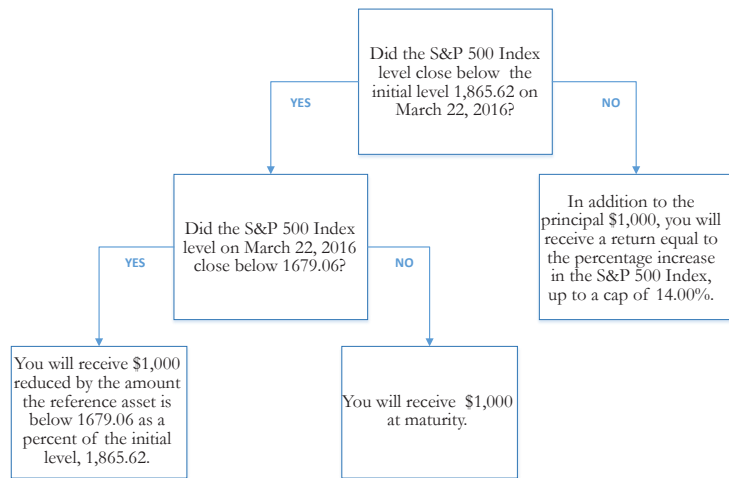 Did the S&P 500 Index
level close below the
initial level 1,865.62 on
March 22, 2016?
YES
NO
Did the S&P 500 Index
level on March 22, 2016
close below 1679.06?
In addition to the
principal $1,000, you will
receive a return equal to
the percentage increase
in the S&P 500 Index,
up to a cap of 14.00%.
YES
NO
You will receive $1,000
reduced by the amount
the reference asset is
below 1679.06 as a
percent of the initial
level, 1,865.62.
You will receive $1,000
at maturity.